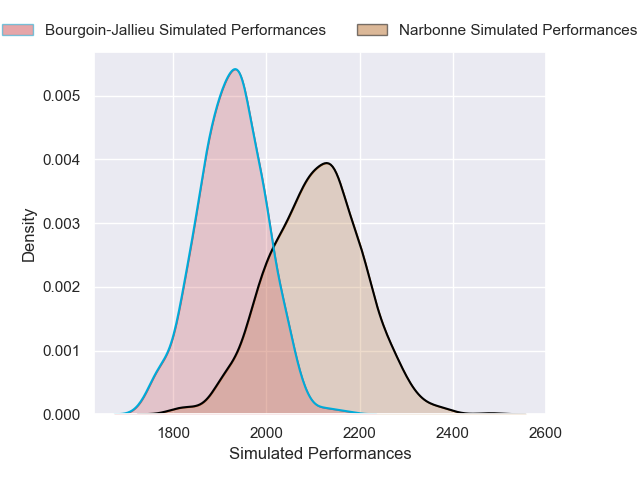 Bourgoin-Jallieu Simulated Performances
Narbonne Simulated Performances
0.005
0.004
0.003
0.002
0.001
0.000
Density
1800 2000 2200 2400 2600
Simulated Performances